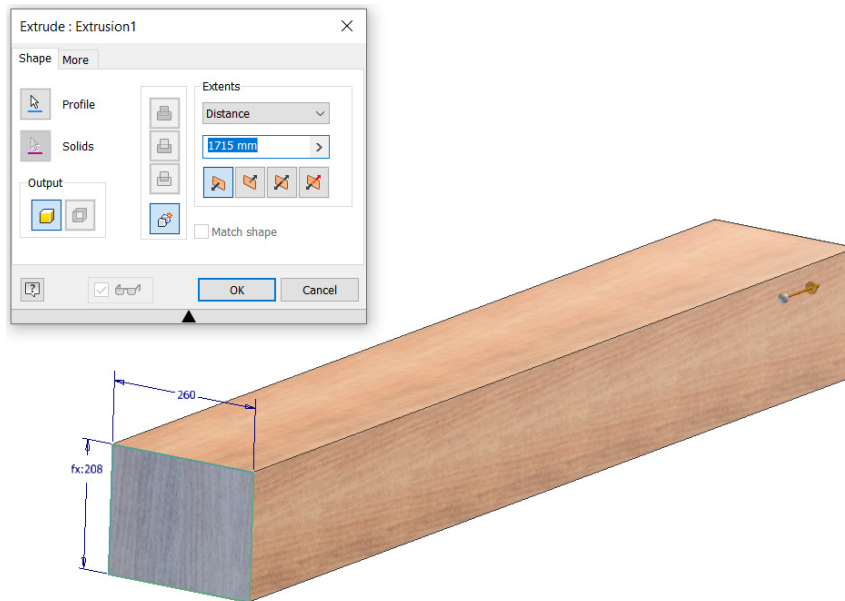 Extrude : Extrusion1
Shape More
Profile
Solids
Output
Extents
Distance
1715 mm
Match shape
OK
Cancel
260
fx:208